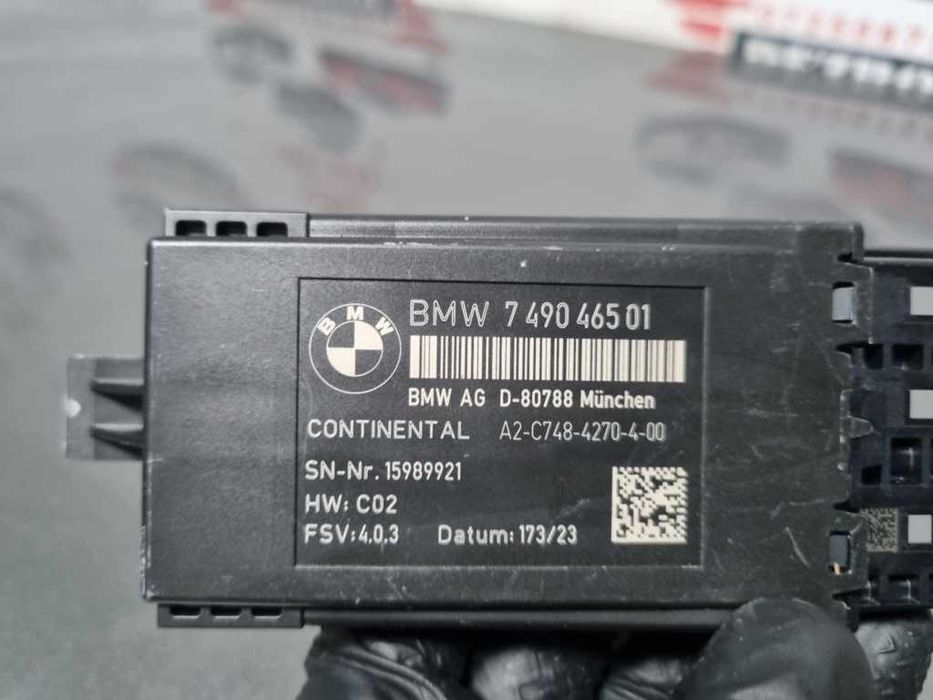 BMW
BMW 7 490 465 01
BMW AG D-80788 München
CONTINENTAL A2-C748-4270-4-00
SN-Nr. 15989921
HW: C02
FSV:4.0.3 Datum: 173/23